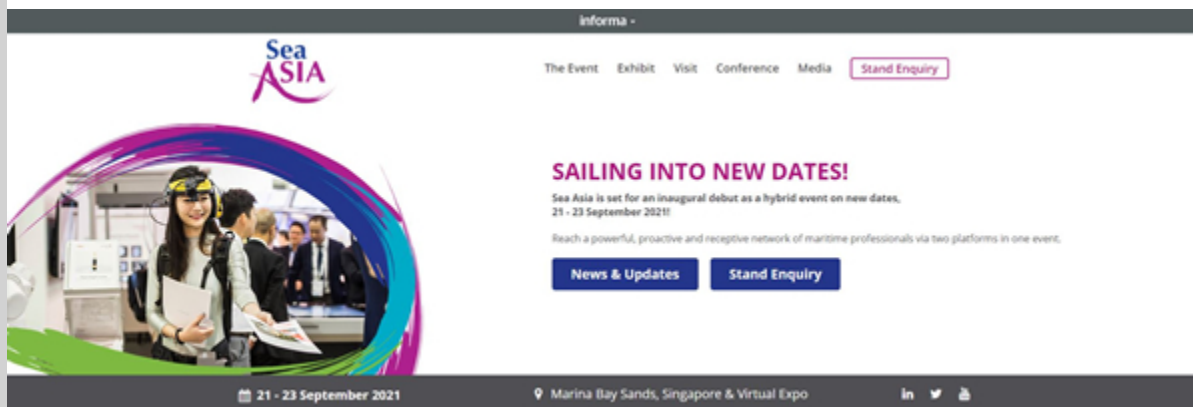 informa
Sea
ASIA
The Event Exhibit Visit Conference Media Stand Enquiry
SAILING INTO NEW DATES!
Sea Asia is set for an inaugural debut as a hybrid event on new dates,
21 - 23 September 2021!
Reach a powerful, proactive and receptive network of maritime professionals via two platforms in one event.
News & Updates Stand Enquiry
21 - 23 September 2021 Marina Bay Sands, Singapore & Virtual Expo in